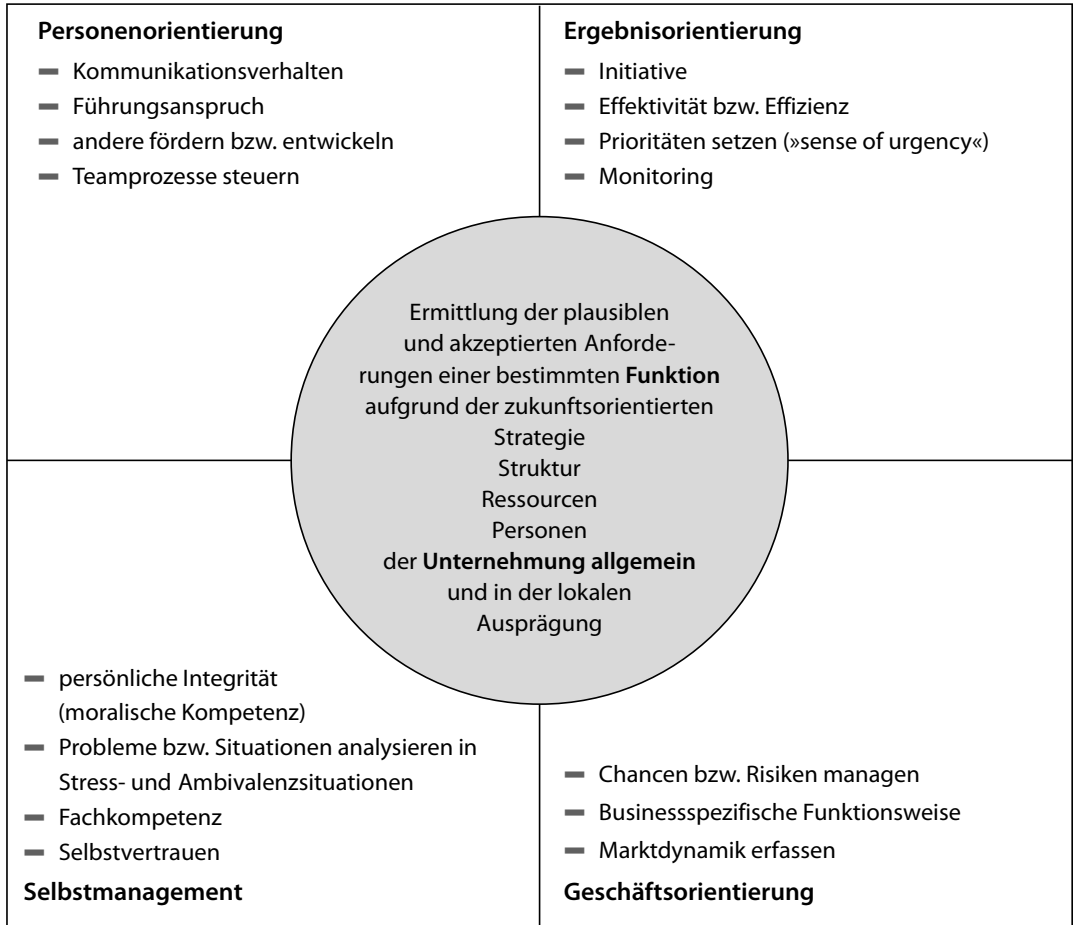 Personenorientierung
Kommunikationsverhalten
Führungsanspruch
andere fördern bzw. entwickeln
Teamprozesse steuern
Ergebnisorientierung
Initiative
Effektivität bzw. Effizienz
Prioritäten setzen (»sense of urgency«)
Monitoring
Ermittlung der plausiblen
und akzeptierten Anforde-
rungen einer bestimmten Funktion
aufgrund der zukunftsorientierten
Strategie
Struktur
Ressourcen
Personen
der Unternehmung allgemein
und in der lokalen
Ausprägung
persönliche Integrität
(moralische Kompetenz)
Probleme bzw. Situationen analysieren in
Stress- und Ambivalenzsituationen
Fachkompetenz
Selbstvertrauen
Selbstmanagement
Chancen bzw. Risiken managen
Businessspezifische Funktionsweise
Marktdynamik erfassen
Geschäftsorientierung